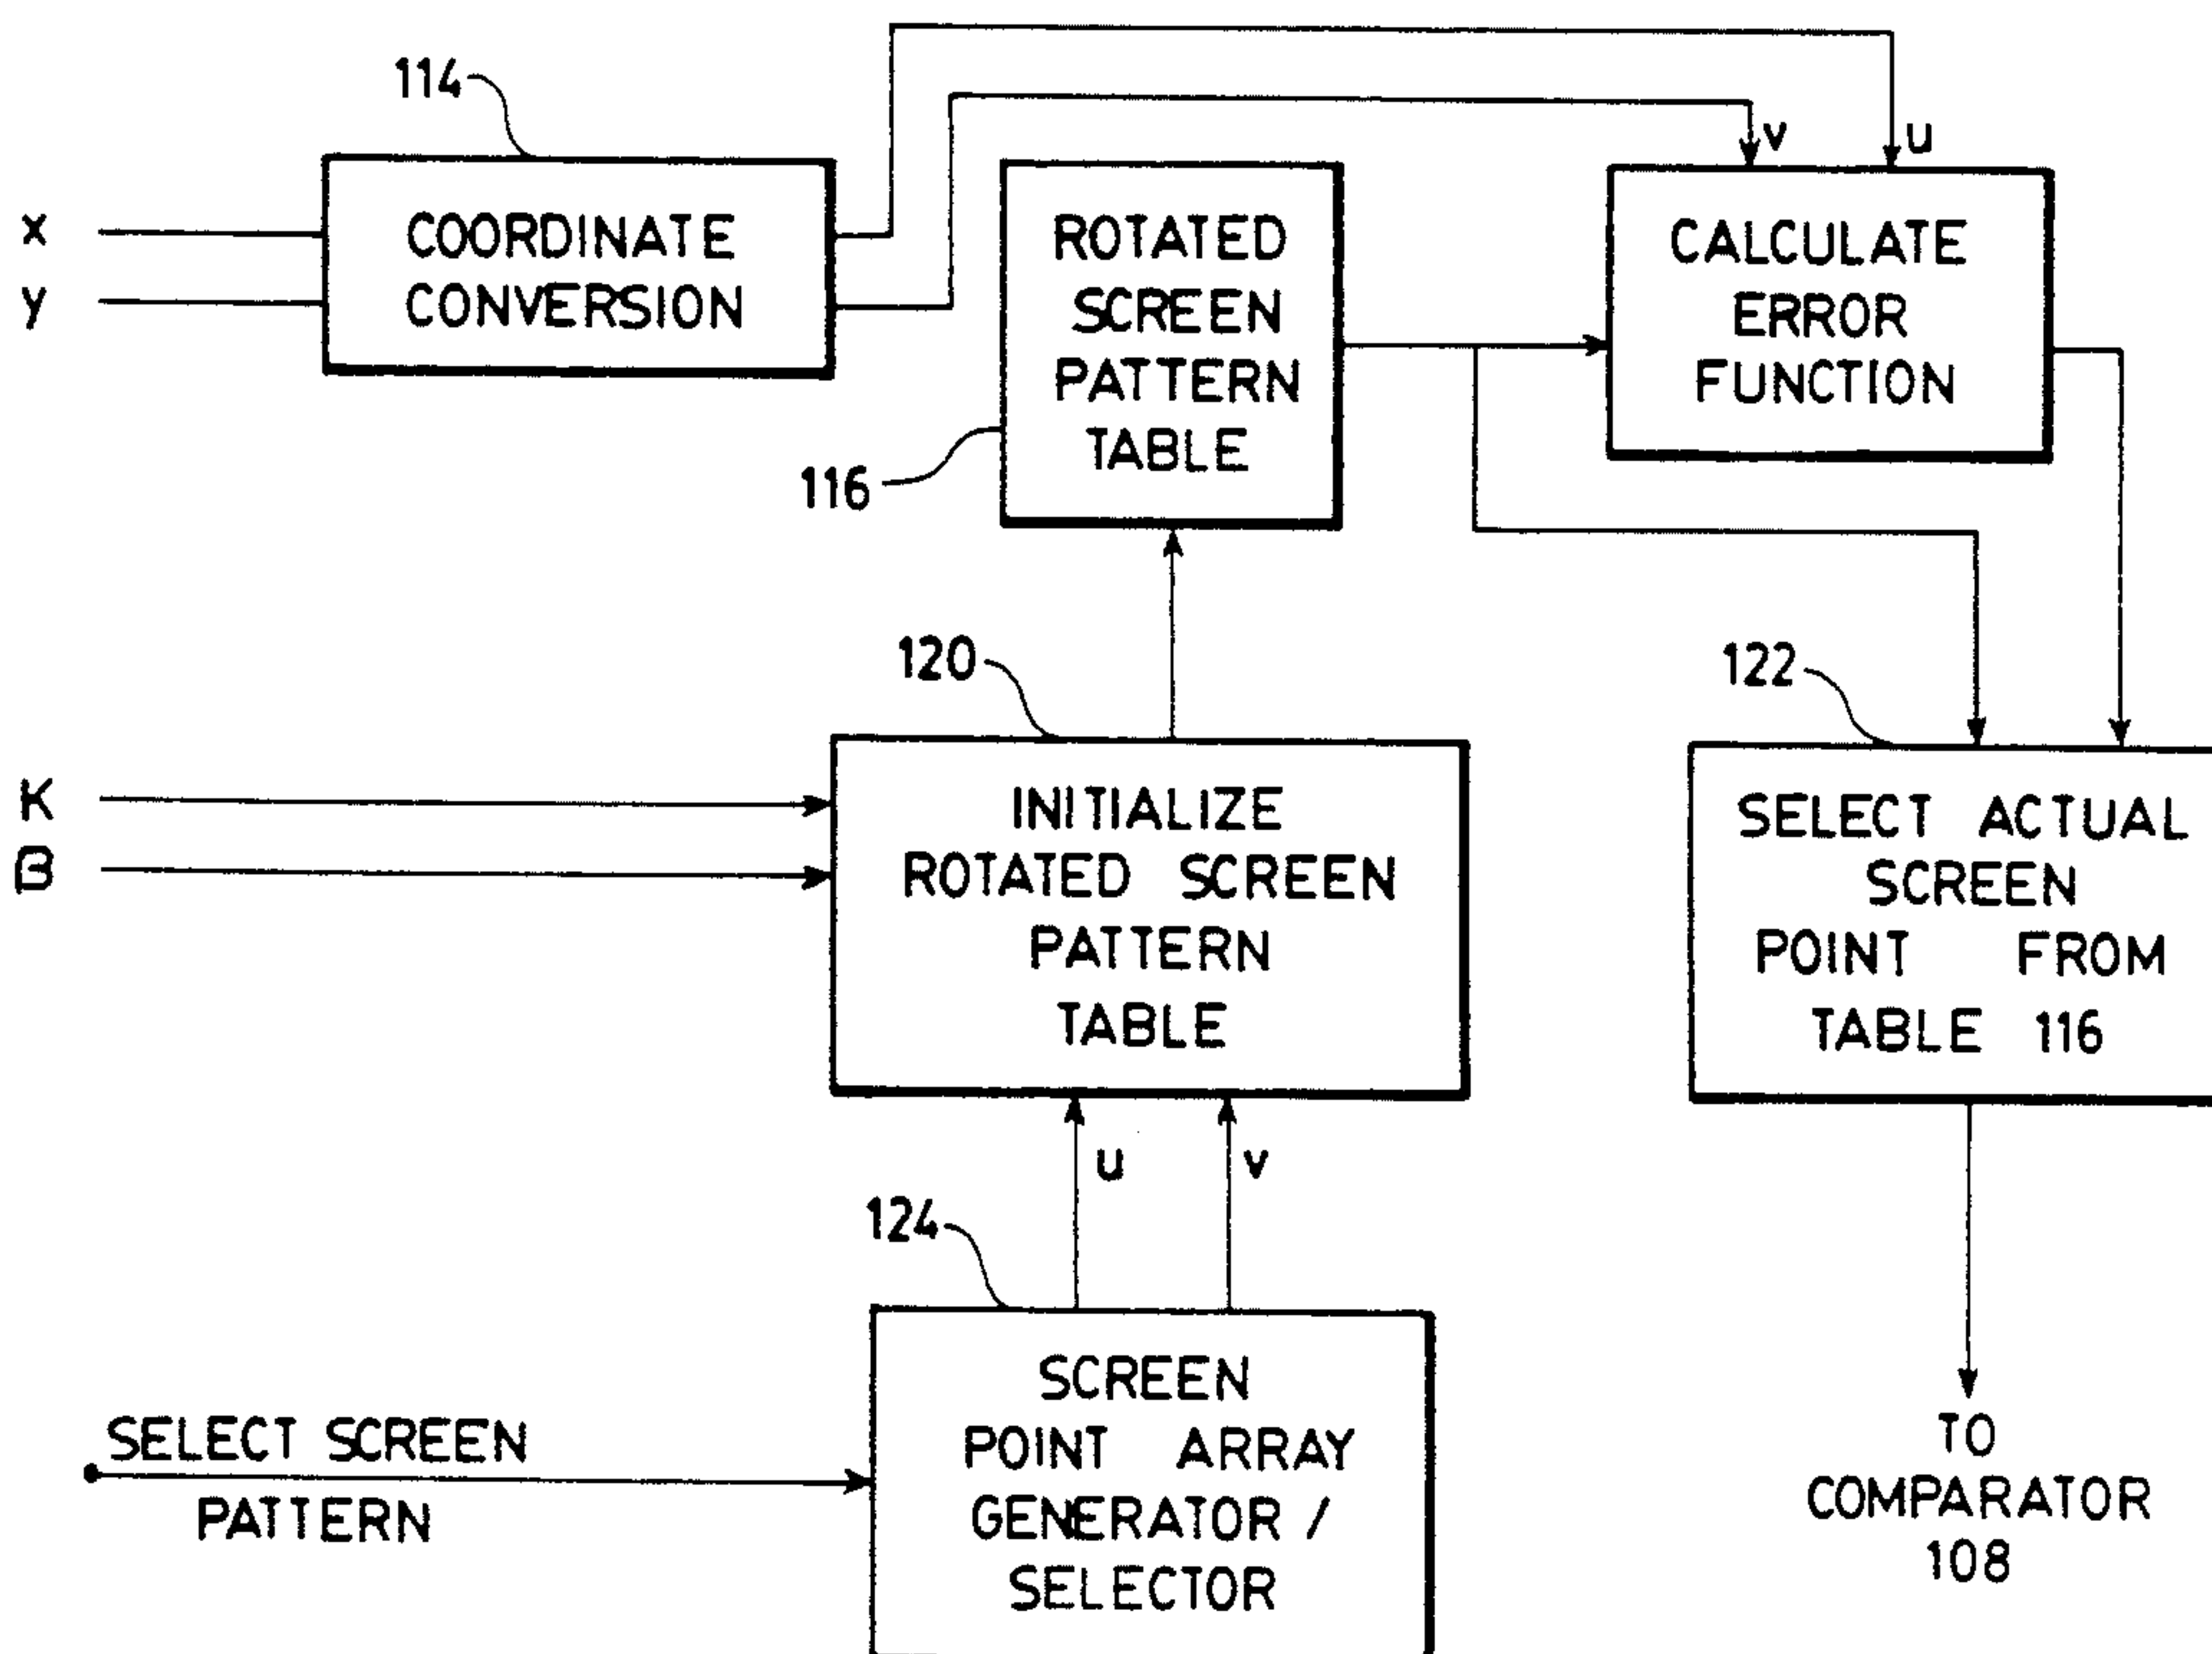 114
v
u
x
y
COORDINATE
CONVERSION
ROTATED
SCREEN
PATTERN
TABLE
CALCULATE
ERROR
FUNCTION
116
120
122
K
B
INITIALIZE
ROTATED SCREEN
PATTERN
TABLE
SELECT ACTUAL
SCREEN
POINT FROM
TABLE 116
u
v
124
SELECT SCREEN
PATTERN
SCREEN
POINT ARRAY
GENERATOR /
SELECTOR
TO
COMPARATOR
108